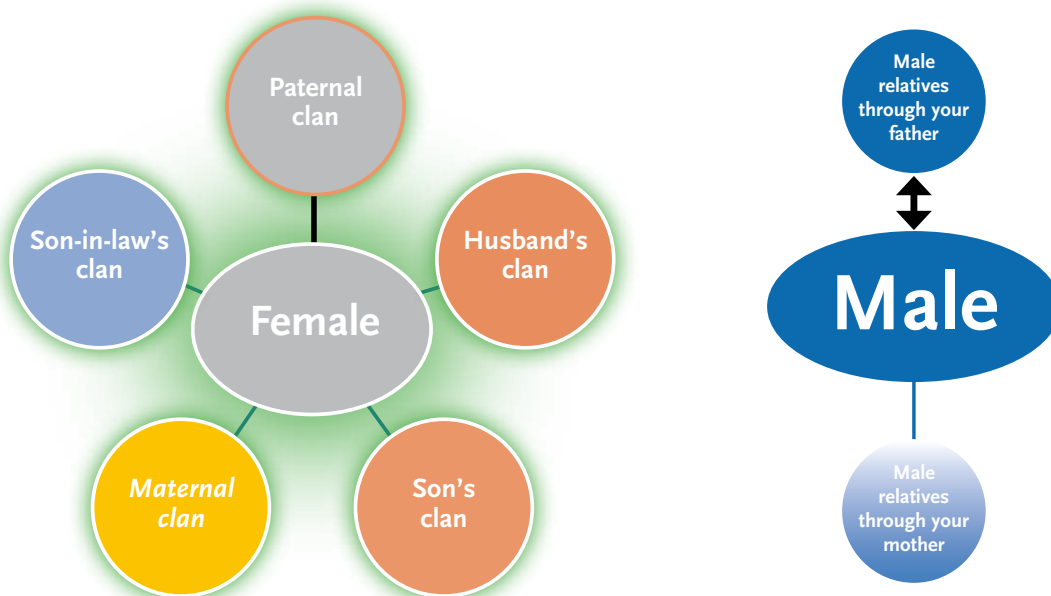 Paternal
clan
Son-in-law's
clan
Husband's
clan
Female
Maternal
clan
Son's
clan
Male
relatives
through your
father
Male
Male
relatives
through your
mother